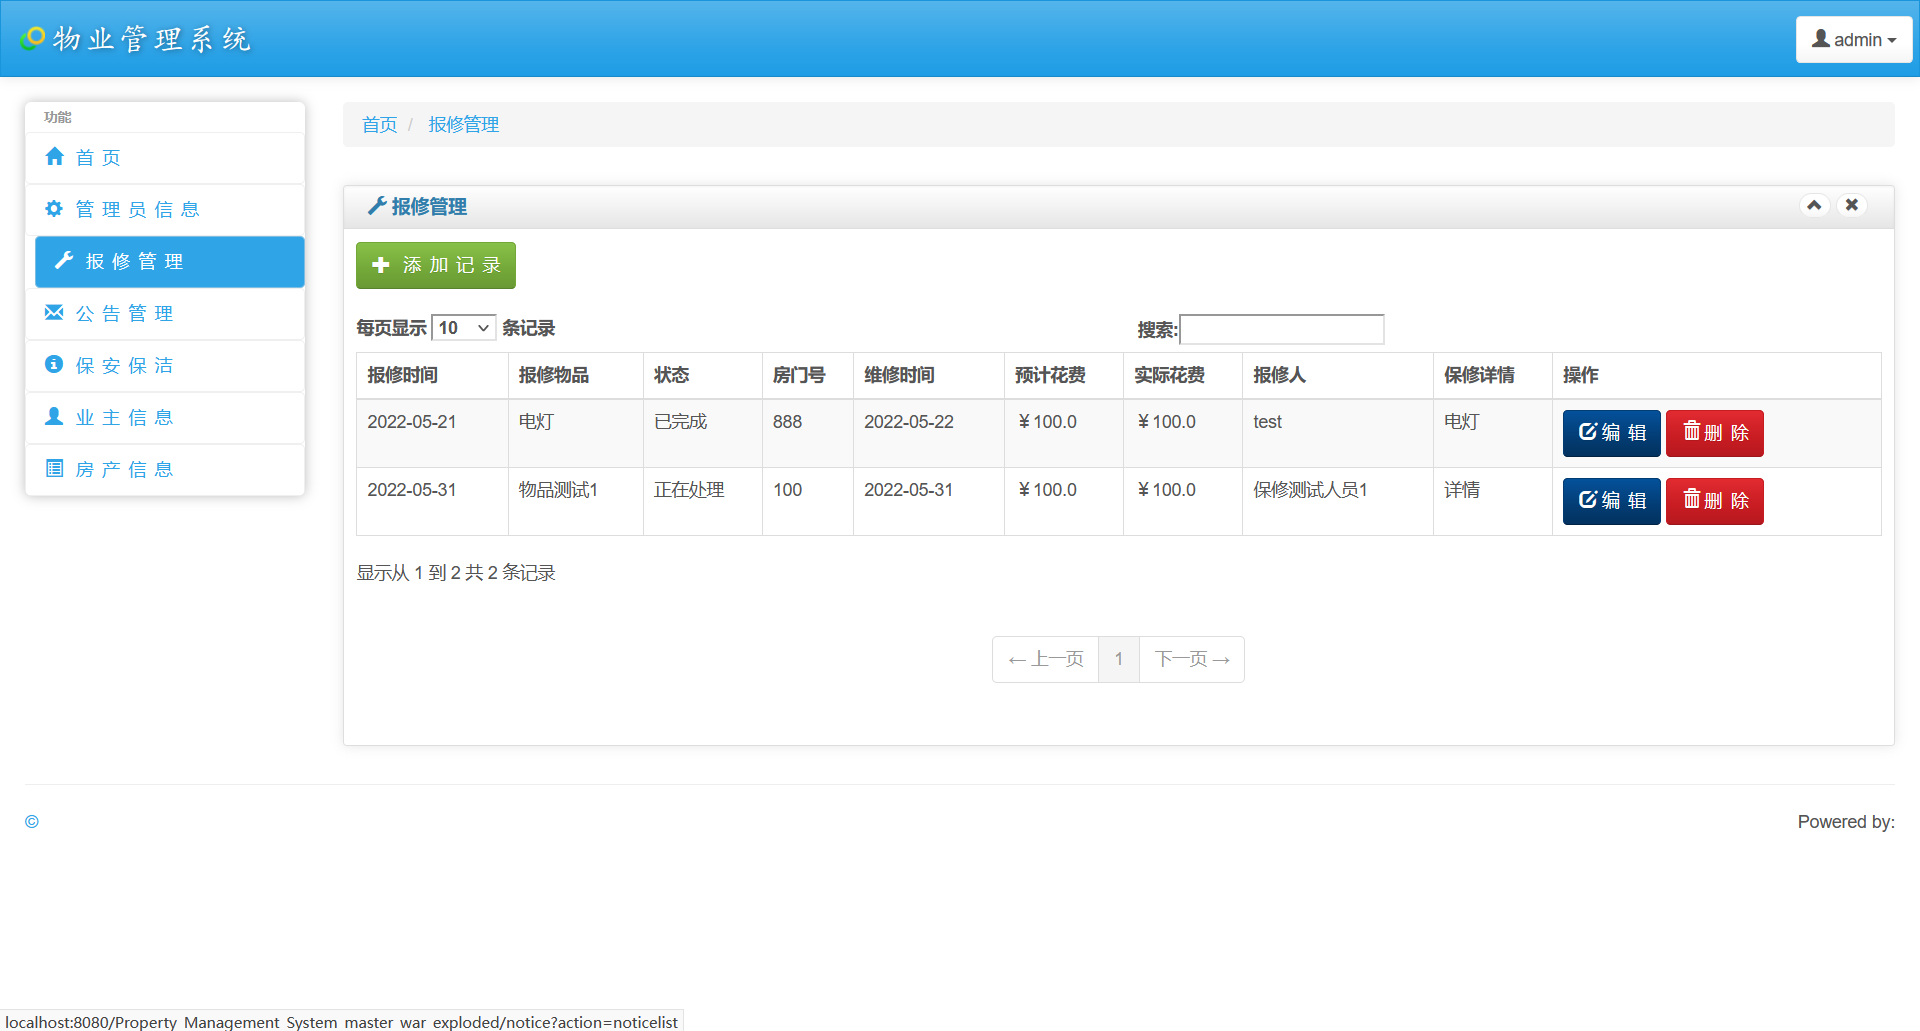 物业管理系统
admin
功能
首 页
管 理 员 信 息
报 修 管 理
公 告 管 理
保 安 保 洁
业 主 信 息
房 产 信 息
首页 / 报修管理
报修管理
添 加 记 录
每页显示 10 条记录
搜索:
报修时间 报修物品 状态 房门号 维修时间 预计花费 实际花费 报修人 保修详情 操作
2022-05-21 电灯 已完成 888 2022-05-22 ￥100.0 ￥100.0 test 电灯 编 辑 删 除
2022-05-31 物品测试1 正在处理 100 2022-05-31 ￥100.0 ￥100.0 保修测试人员1 详情 编 辑 删 除
显示从 1 到 2 共 2 条记录
← 上一页 1 下一页 →
©
Powered by:
localhost:8080/Property_Management_System_master_war_exploded/notice?action=noticelist